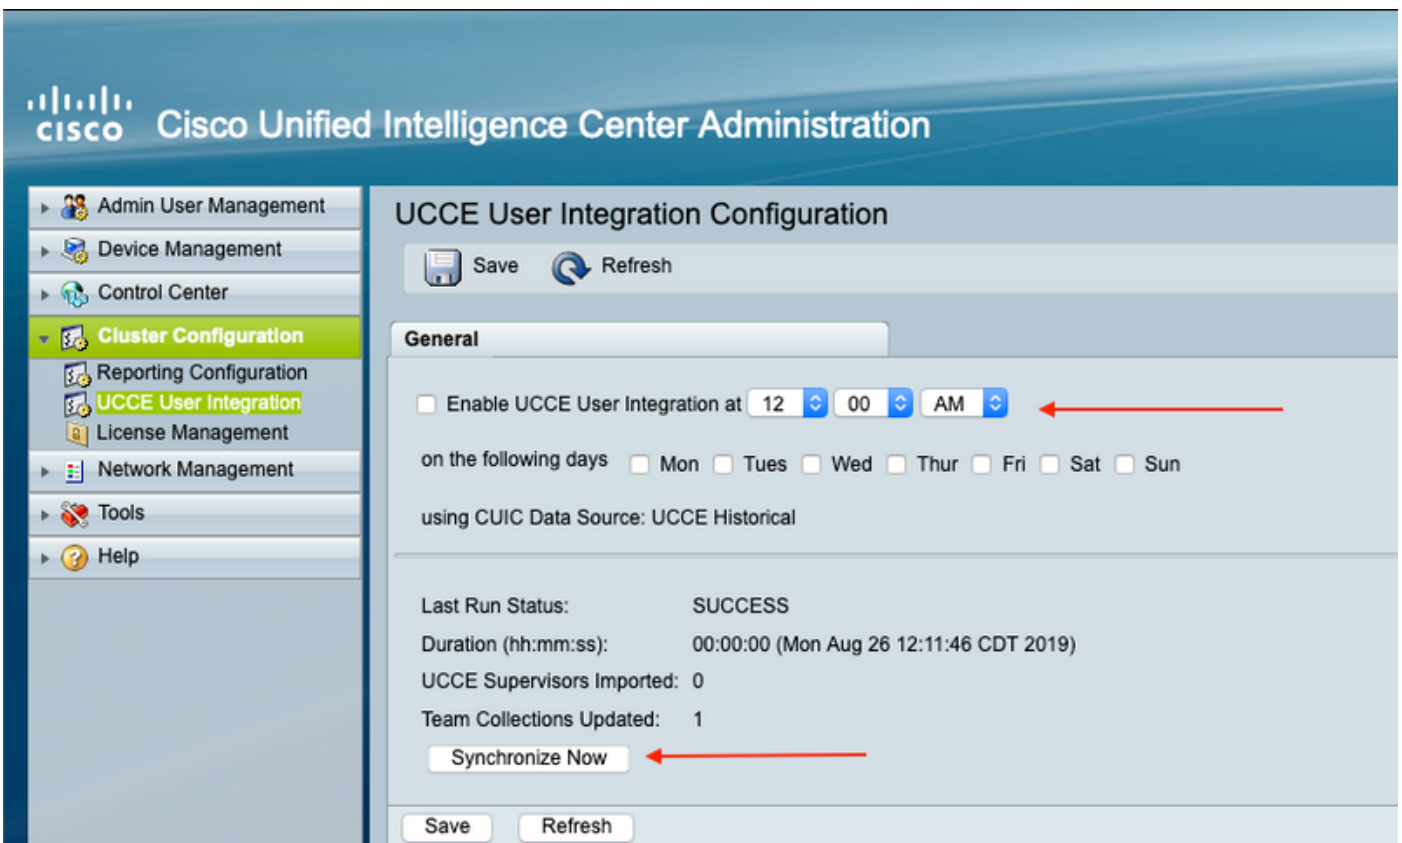 CISCO Cisco Unified Intelligence Center Administration
Admin User Management
Device Management
Control Center
Cluster Configuration
Reporting Configuration
UCCE User Integration
License Management
Network Management
Tools
Help
UCCE User Integration Configuration
Save Refresh
General
Enable UCCE User Integration at 12 00 AM
on the following days Mon Tues Wed Thur Fri Sat Sun
using CUIC Data Source: UCCE Historical
Last Run Status: SUCCESS
Duration (hh:mm:ss): 00:00:00 (Mon Aug 26 12:11:46 CDT 2019)
UCCE Supervisors Imported: 0
Team Collections Updated: 1
Synchronize Now
Save Refresh